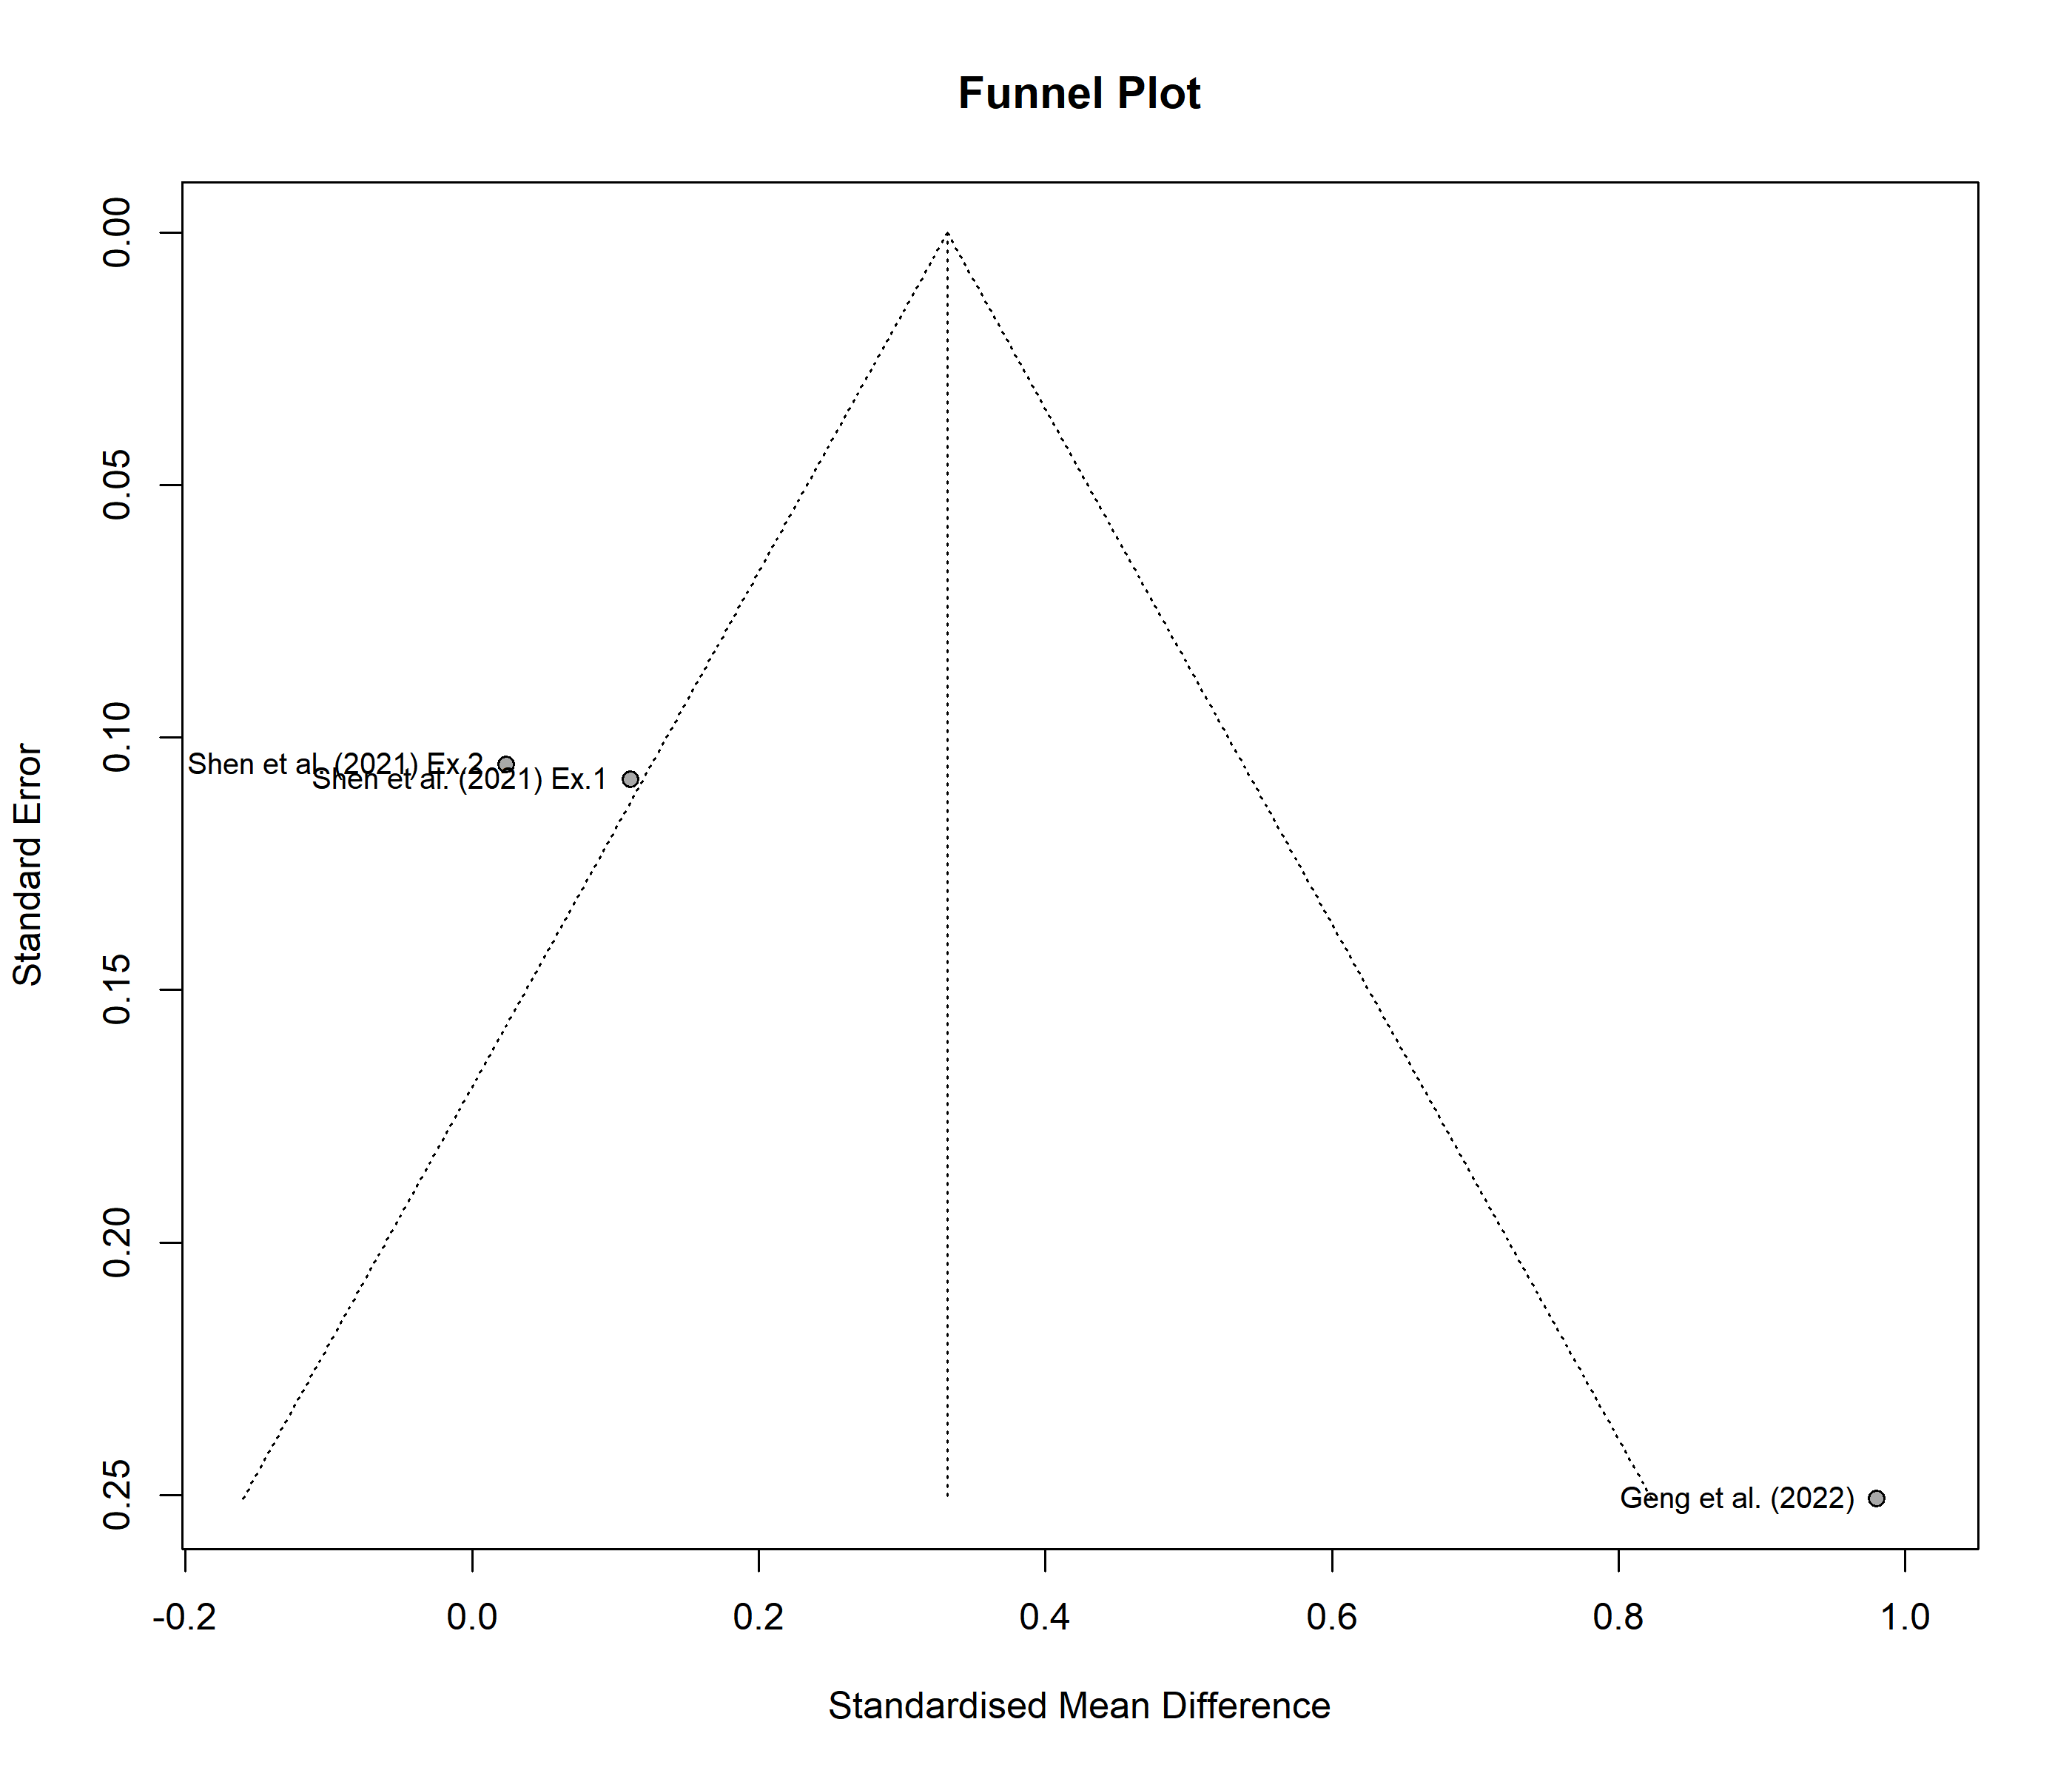 Funnel Plot
Standard Error
0.00
0.05
0.10
0.15
0.20
0.25
Shen et al. (2021) Ex.2
Shen et al. (2021) Ex.1
Geng et al. (2022)
-0.2 0.0 0.2 0.4 0.6 0.8 1.0
Standardised Mean Difference